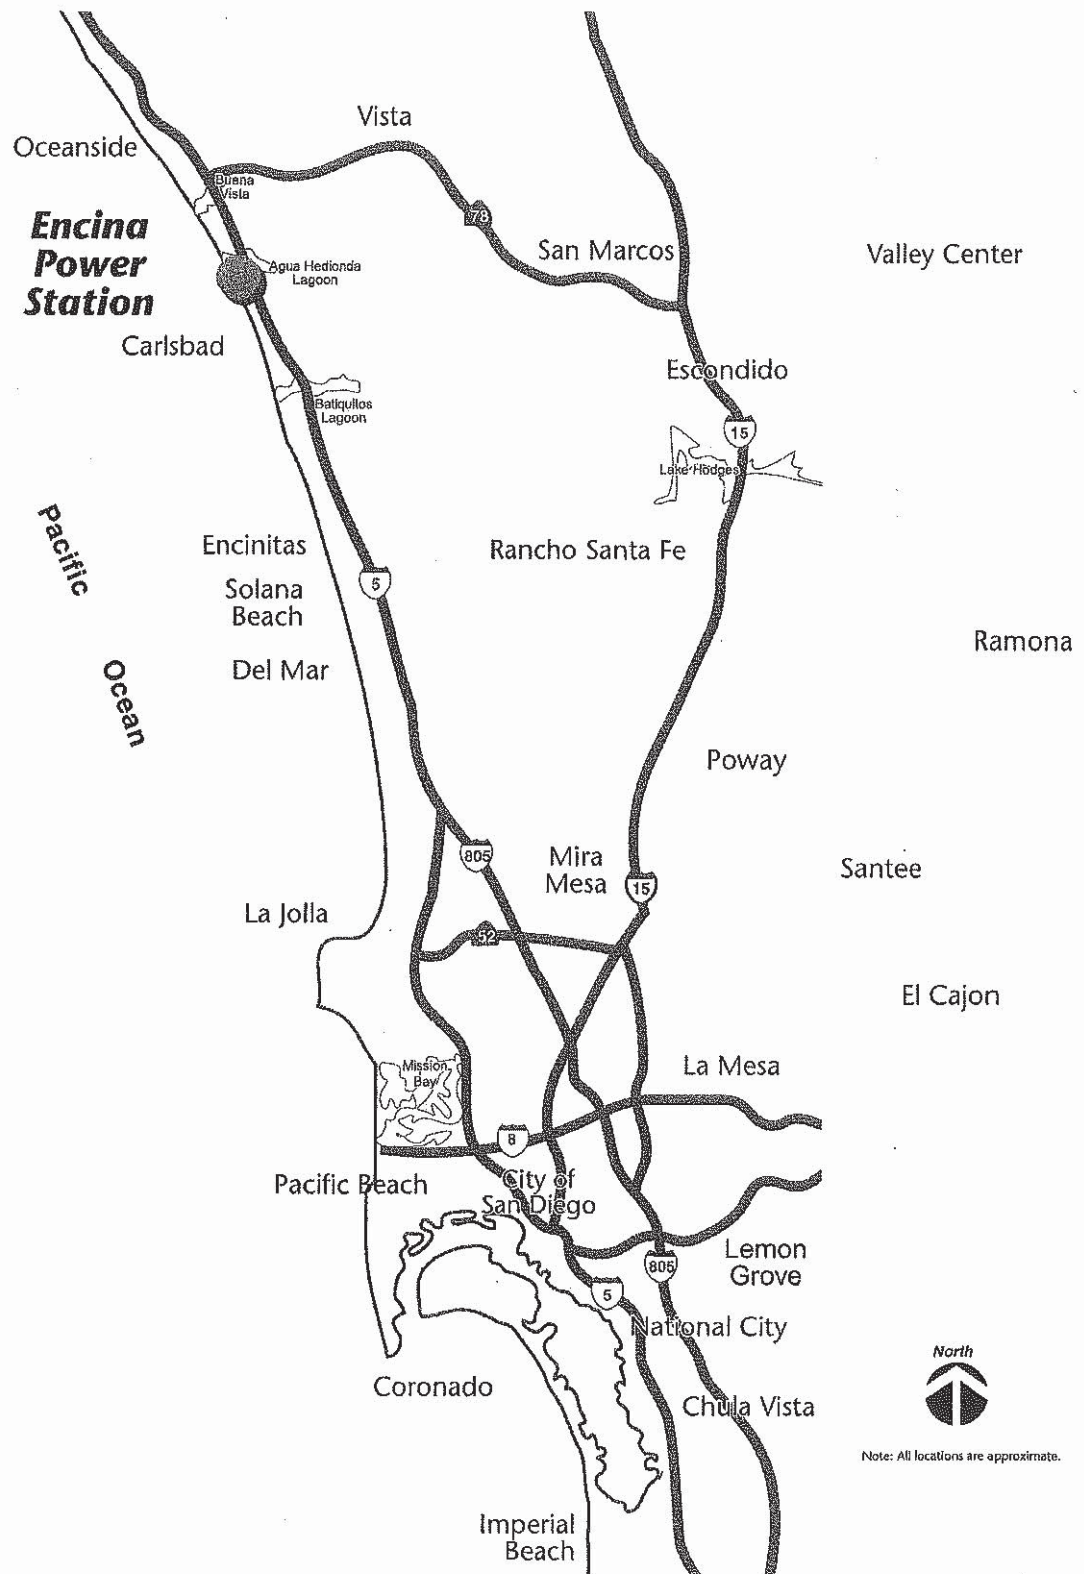 Vista
Oceanside
Buena
Vista
Encina
Power
Station
78
San Marcos
Valley Center
Agua Hedionda
Lagoon
Carlsbad
Escondido
Batiquitos
Lagoon
15
Lake Hodges
Pacific
Ocean
Encinitas
Rancho Santa Fe
5
Solana
Beach
Ramona
Del Mar
Poway
805
Mira
Mesa
15
Santee
La Jolla
52
El Cajon
Mission
Bay
La Mesa
8
Pacific Beach
City of
San Diego
Lemon
Grove
805
5
National City
North
Coronado
Chula Vista
Note: All locations are approximate.
Imperial
Beach